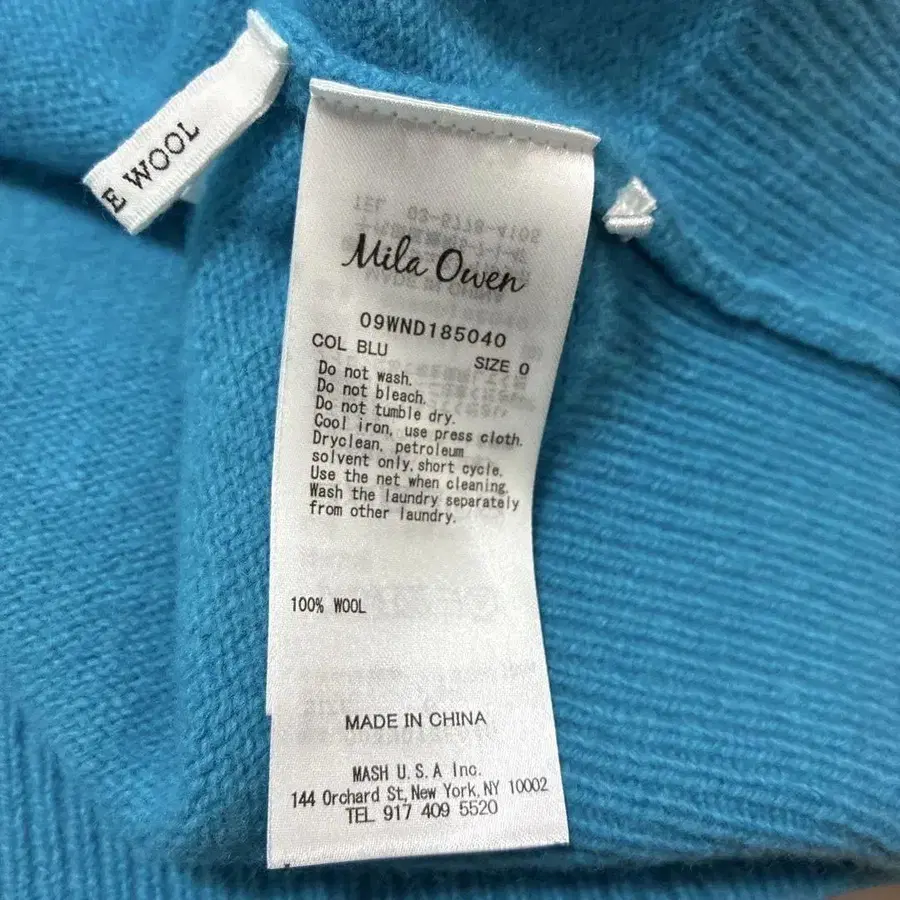 E WOOL
Mila Owen
09WND185040
COL BLU SIZE 0
Do not wash.
Do not bleach.
Do not tumble dry.
Cool iron, use press cloth.
Dryclean, petroleum
solvent only, short cycle.
Use the net when cleaning.
Wash the laundry separately
from other laundry.
100% WOOL
MADE IN CHINA
MASH U.S.A Inc.
144 Orchard St, New York, NY 10002
TEL 917 409 5520